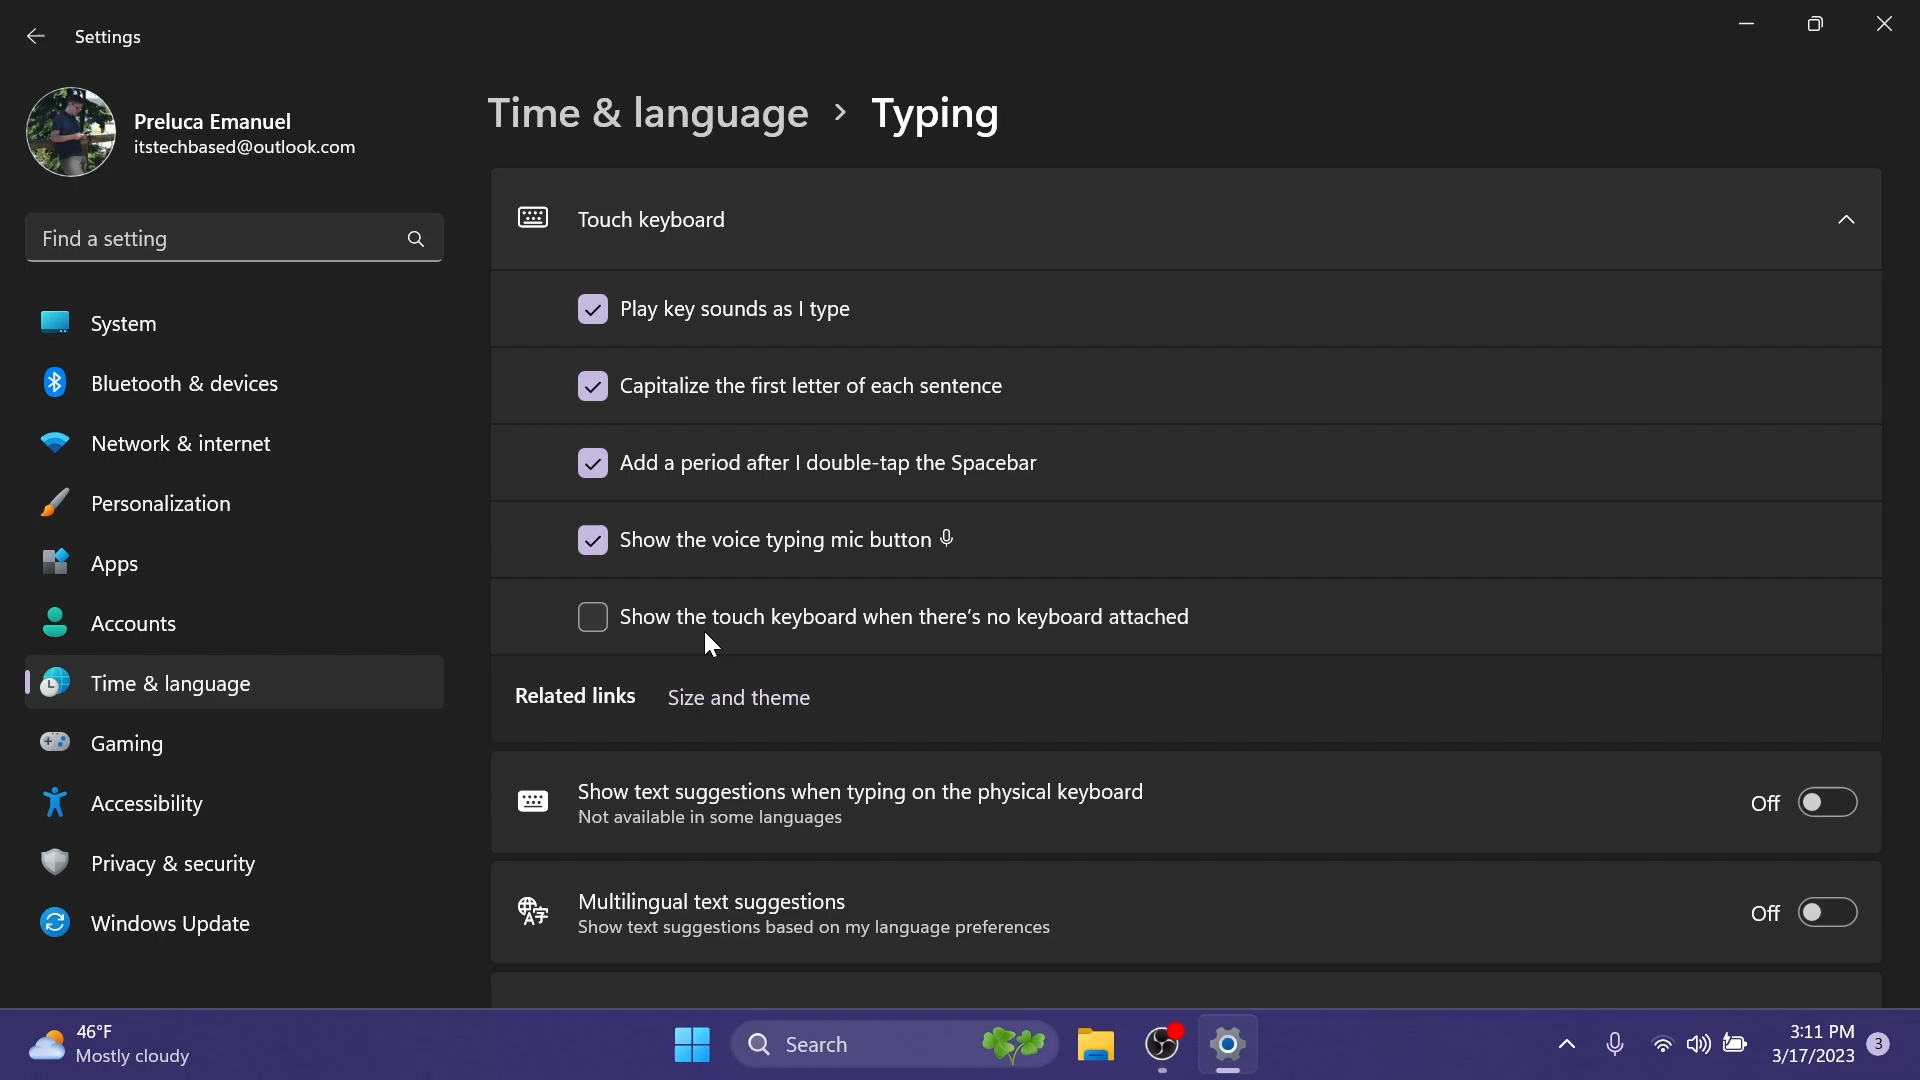 Settings
Preluca Emanuel
itstechbased@outlook.com
Find a setting
System
Bluetooth & devices
Network & internet
Personalization
Apps
Accounts
Time & language
Gaming
Accessibility
Privacy & security
Windows Update
Time & language > Typing
Touch keyboard
Play key sounds as I type
Capitalize the first letter of each sentence
Add a period after I double-tap the Spacebar
Show the voice typing mic button
Show the touch keyboard when there's no keyboard attached
Related links Size and theme
Show text suggestions when typing on the physical keyboard
Not available in some languages
Off
Multilingual text suggestions
Show text suggestions based on my language preferences
Off
46°F
Mostly cloudy
Search
3:11 PM
3/17/2023
3